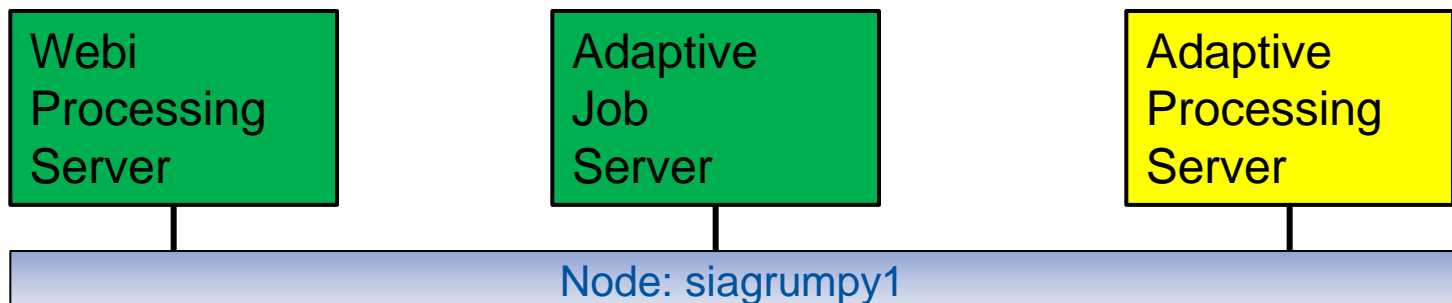 Webi
Processing
Server
Adaptive
Job
Server
Adaptive
Processing
Server
Node: siagrumpy1